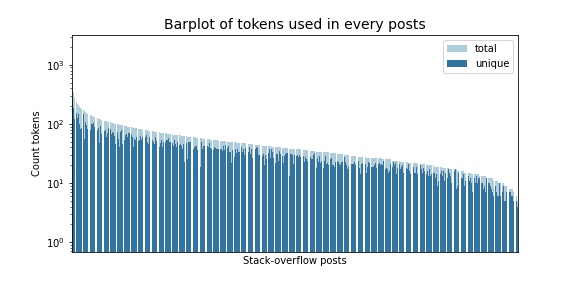 Barplot of tokens used in every posts
total
unique
10³
10²
10¹
10⁰
Count tokens
Stack-overflow posts